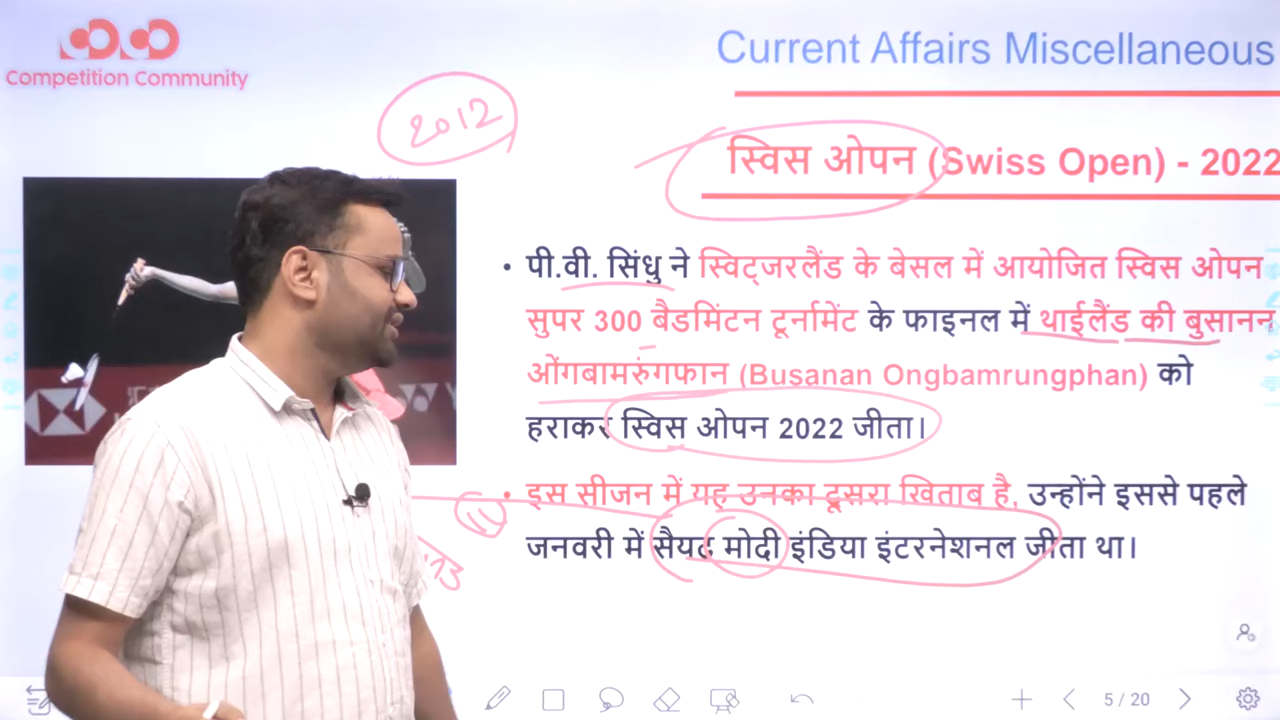 Competition Community
Current Affairs Miscellaneous
2012
स्विस ओपन (Swiss Open) - 2022
• पी.वी. सिंधु ने स्विट्जरलैंड के बेसल में आयोजित स्विस ओपन
सुपर 300 बैडमिंटन टूर्नामेंट के फाइनल में थाईलैंड की बुसानन
ओंगबामरुंगफान (Busanan Ongbamrungphan) को
हराकर स्विस ओपन 2022 जीता।
• इस सीजन में यह उनका दूसरा खिताब है, उन्होंने इससे पहले
जनवरी में सैयद मोदी इंडिया इंटरनेशनल जीता था।
5 / 20